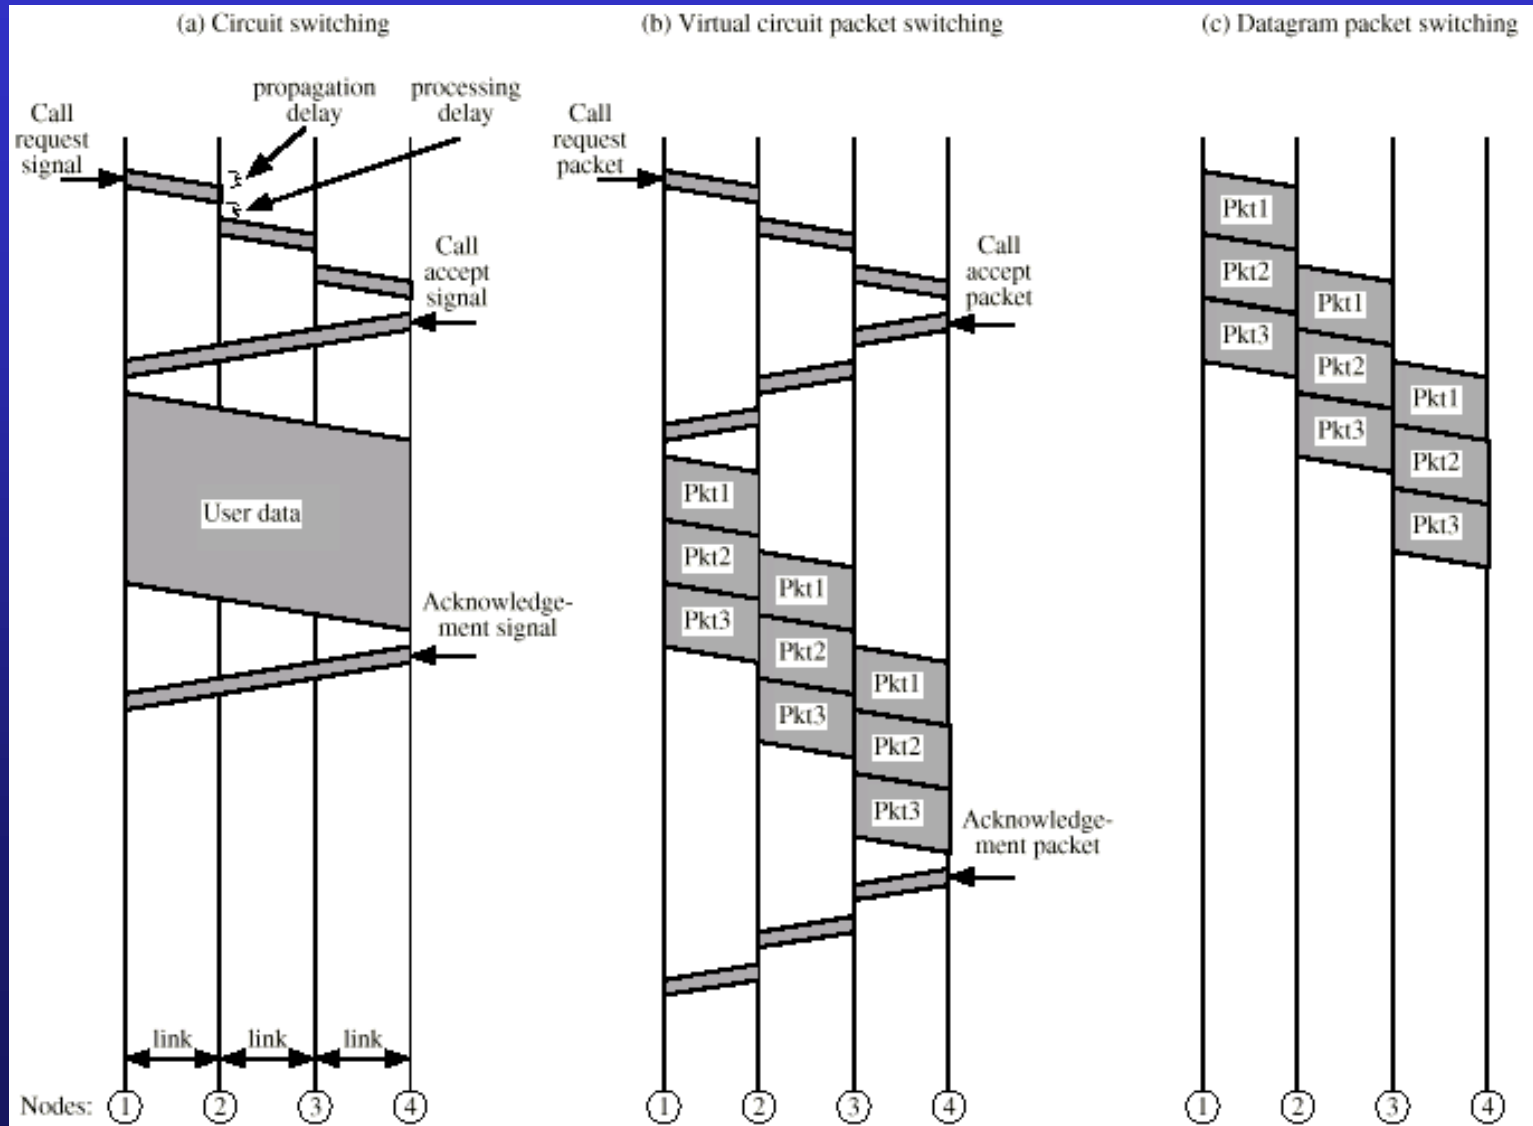 (a) Circuit switching
propagation
delay
processing
delay
Call
request
signal
Call
accept
signal
User data
Acknowledge-
ment signal
link
link
link
Nodes:
1
2
3
4
(b) Virtual circuit packet switching
Call
request
packet
Call
accept
packet
Pkt1
Pkt2
Pkt3
Pkt1
Pkt2
Pkt3
Pkt1
Pkt2
Pkt3
Acknowledge-
ment packet
1
2
3
4
(c) Datagram packet switching
Pkt1
Pkt2
Pkt3
Pkt1
Pkt2
Pkt3
Pkt1
Pkt2
Pkt3
1
2
3
4